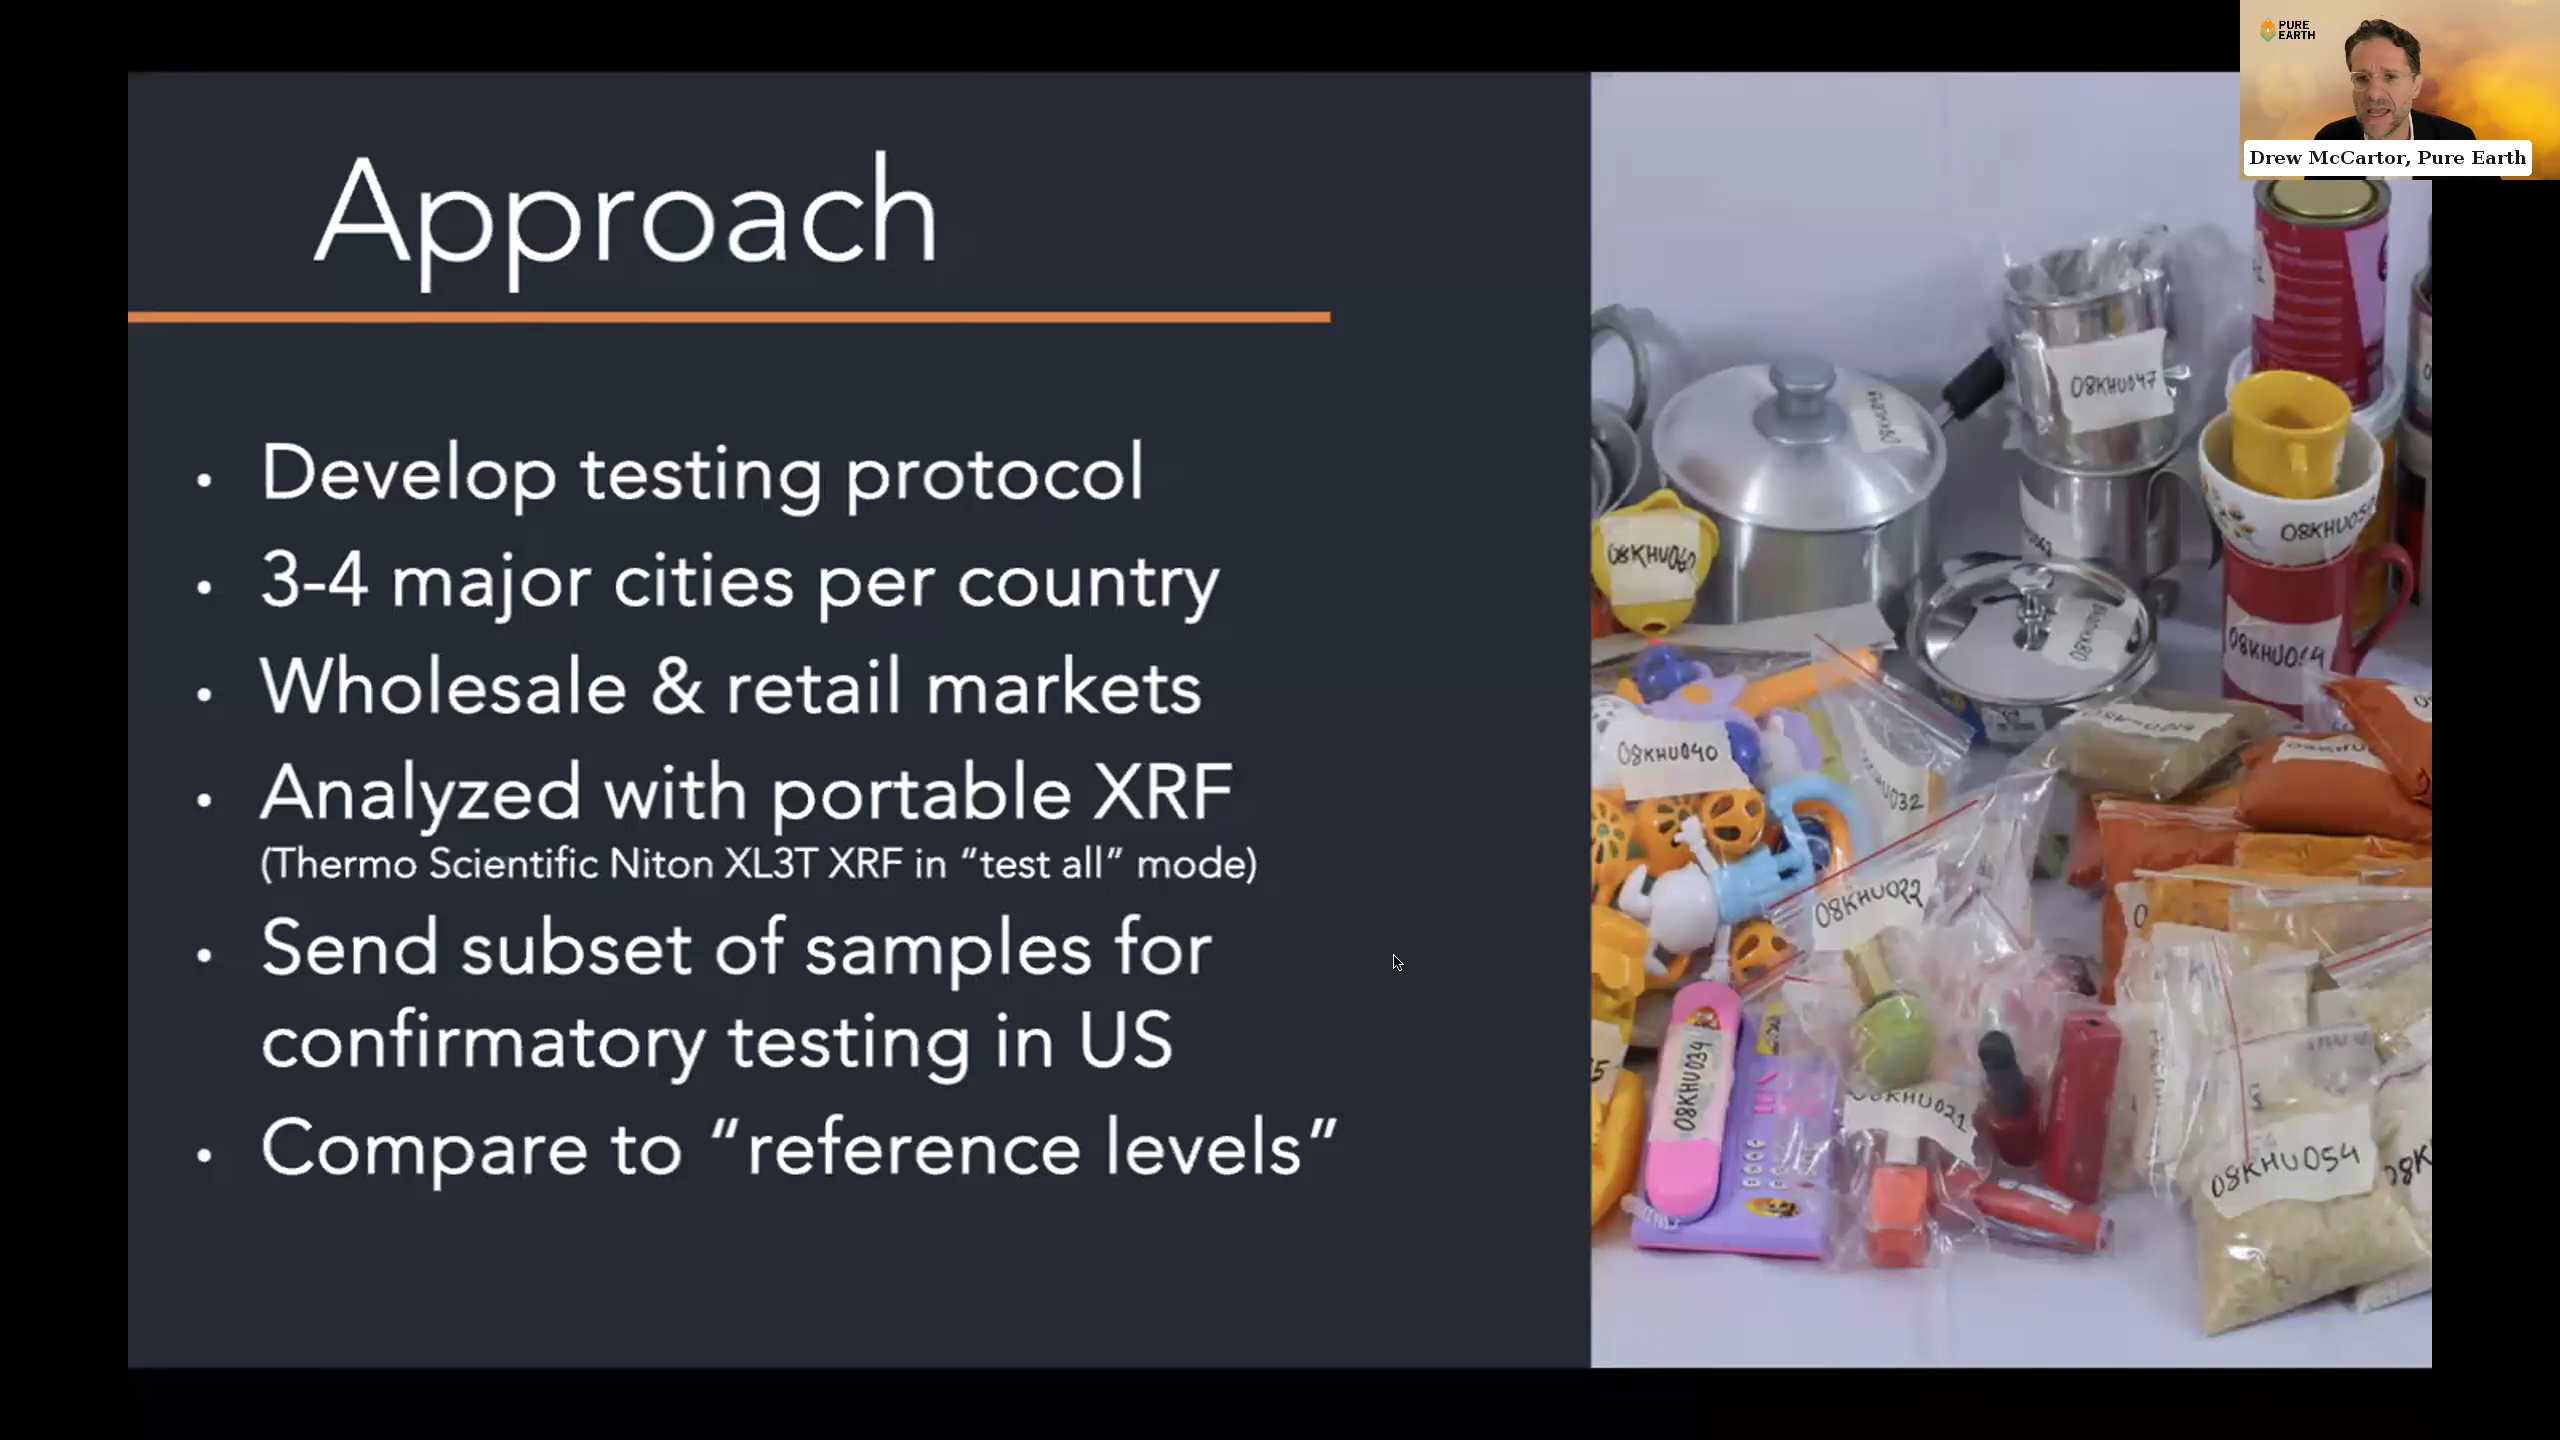 PURE
EARTH
Drew McCartor, Pure Earth
Approach
• Develop testing protocol
• 3-4 major cities per country
• Wholesale & retail markets
• Analyzed with portable XRF
(Thermo Scientific Niton XL3T XRF in “test all” mode)
• Send subset of samples for
confirmatory testing in US
• Compare to “reference levels”
08KHU047
08KHU040
08KHU022
08KHU034
08KHU054